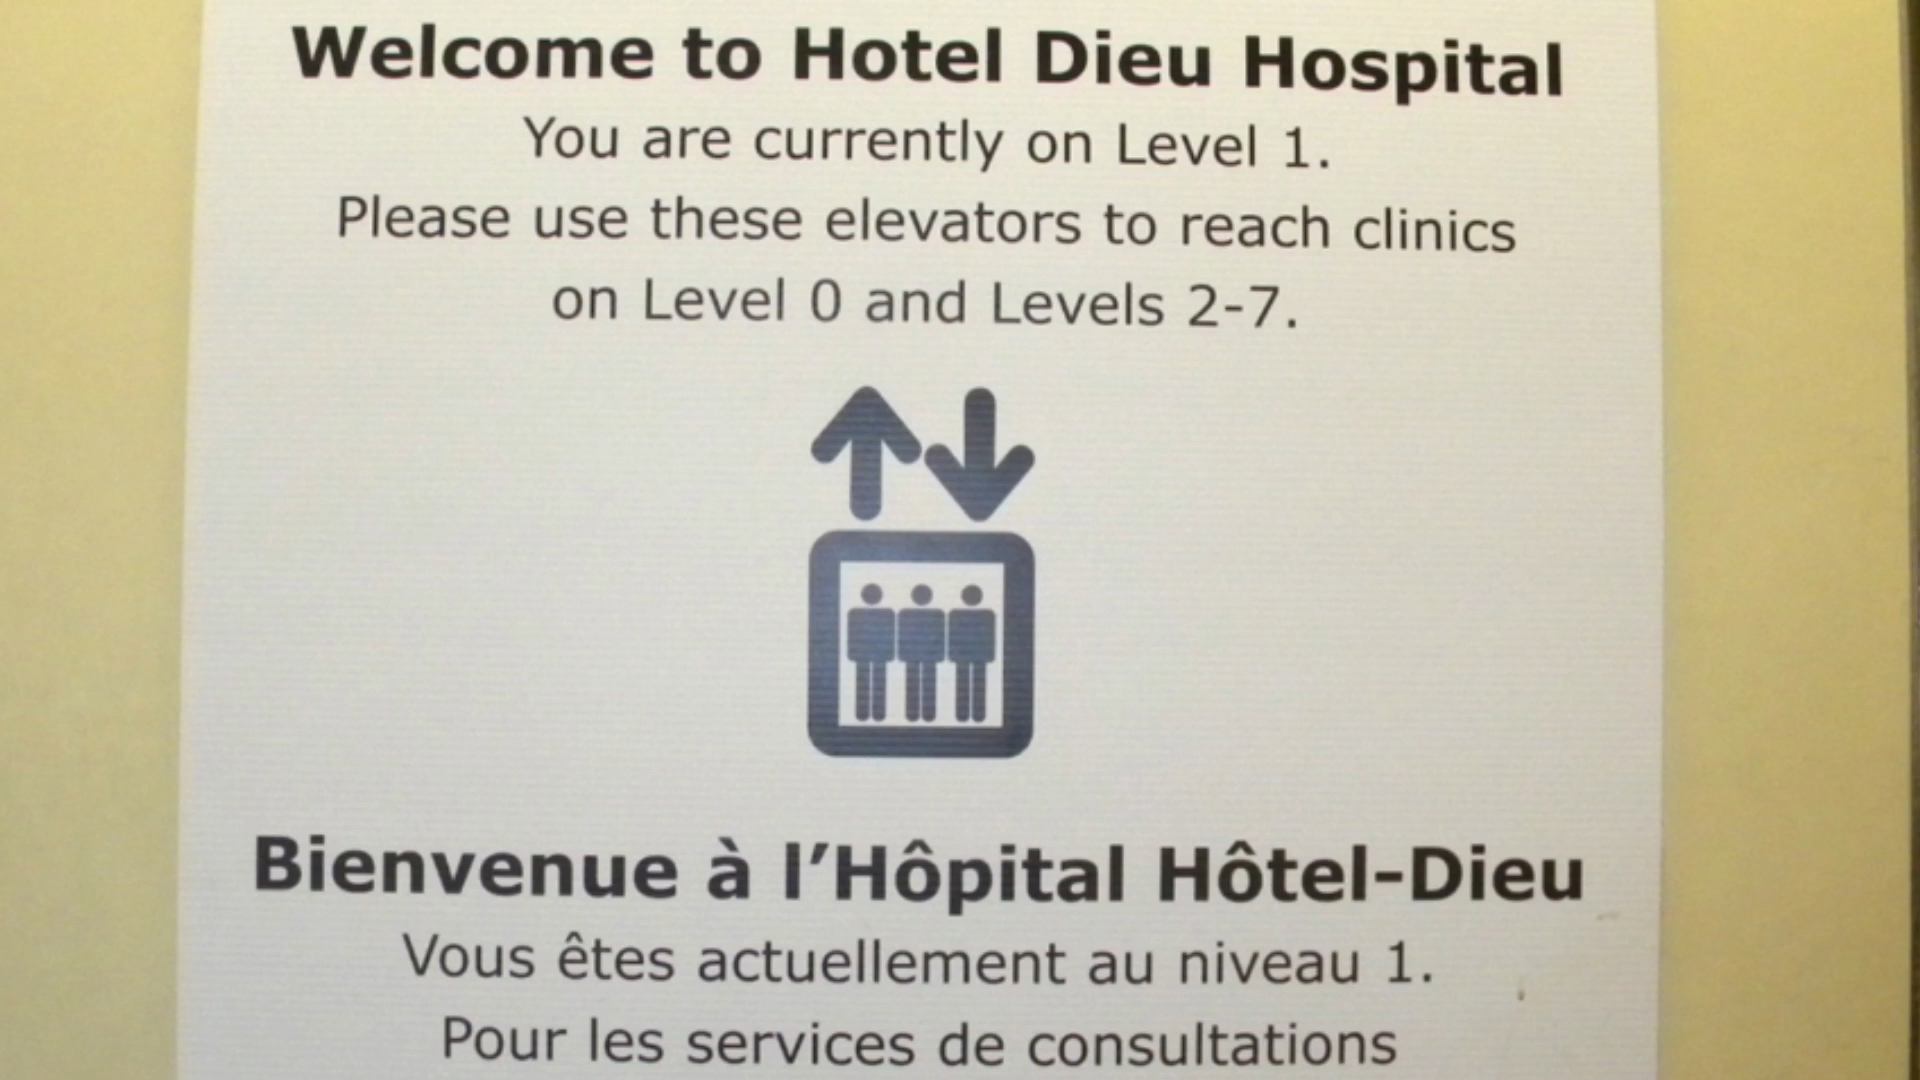 Welcome to Hotel Dieu Hospital
You are currently on Level 1.
Please use these elevators to reach clinics
on Level 0 and Levels 2-7.
Bienvenue à l'Hôpital Hôtel-Dieu
Vous êtes actuellement au niveau 1.
Pour les services de consultations